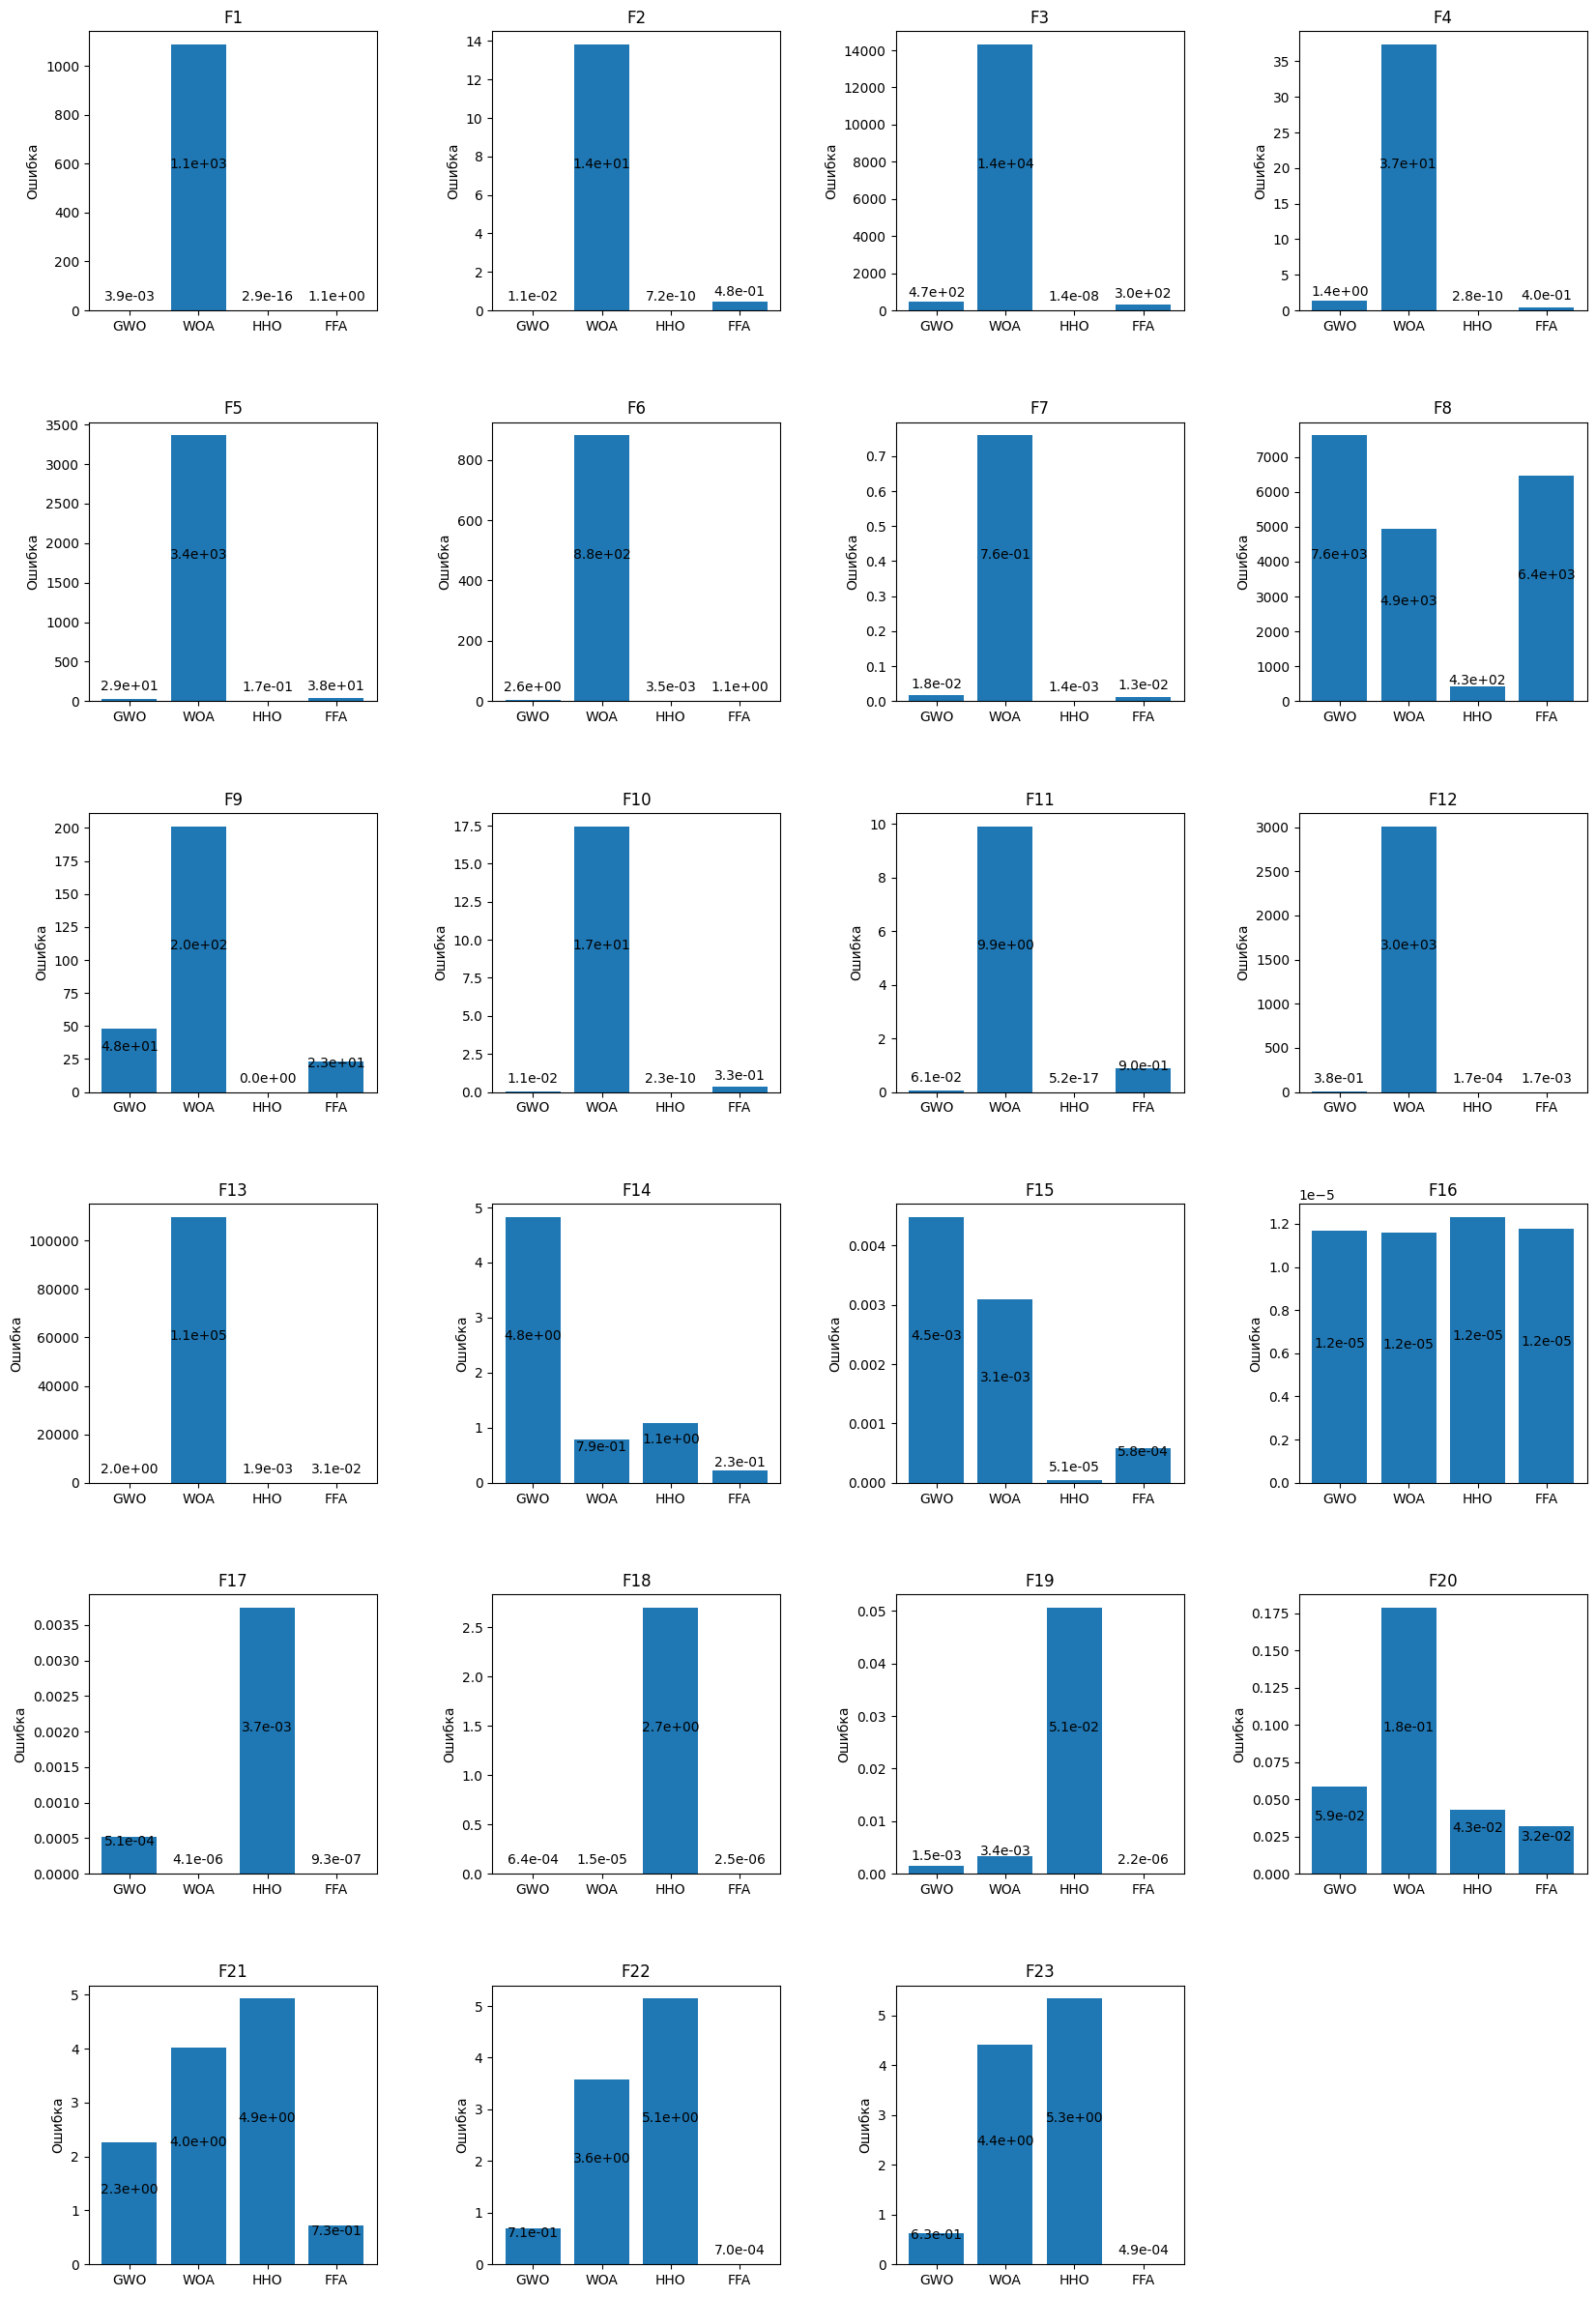 F1
Ошибка
1000
800
600
400
200
0
3.9e-03
1.1e+03
2.9e-16
1.1e+00
GWO WOA HHO FFA
F2
Ошибка
14
12
10
8
6
4
2
0
1.1e-02
1.4e+01
7.2e-10
4.8e-01
GWO WOA HHO FFA
F3
Ошибка
14000
12000
10000
8000
6000
4000
2000
0
4.7e+02
1.4e+04
1.4e-08
3.0e+02
GWO WOA HHO FFA
F4
Ошибка
35
30
25
20
15
10
5
0
1.4e+00
3.7e+01
2.8e-10
4.0e-01
GWO WOA HHO FFA
F5
Ошибка
3500
3000
2500
2000
1500
1000
500
0
2.9e+01
3.4e+03
1.7e-01
3.8e+01
GWO WOA HHO FFA
F6
Ошибка
800
600
400
200
0
2.6e+00
8.8e+02
3.5e-03
1.1e+00
GWO WOA HHO FFA
F7
Ошибка
0.7
0.6
0.5
0.4
0.3
0.2
0.1
0.0
1.8e-02
7.6e-01
1.4e-03
1.3e-02
GWO WOA HHO FFA
F8
Ошибка
7000
6000
5000
4000
3000
2000
1000
0
7.6e+03
4.9e+03
4.3e+02
6.4e+03
GWO WOA HHO FFA
F9
Ошибка
200
175
150
125
100
75
50
25
0
4.8e+01
2.0e+02
0.0e+00
2.3e+01
GWO WOA HHO FFA
F10
Ошибка
17.5
15.0
12.5
10.0
7.5
5.0
2.5
0.0
1.1e-02
1.7e+01
2.3e-10
3.3e-01
GWO WOA HHO FFA
F11
Ошибка
10
8
6
4
2
0
6.1e-02
9.9e+00
5.2e-17
9.0e-01
GWO WOA HHO FFA
F12
Ошибка
3000
2500
2000
1500
1000
500
0
3.8e-01
3.0e+03
1.7e-04
1.7e-03
GWO WOA HHO FFA
F13
Ошибка
100000
80000
60000
40000
20000
0
2.0e+00
1.1e+05
1.9e-03
3.1e-02
GWO WOA HHO FFA
F14
Ошибка
5
4
3
2
1
0
4.8e+00
7.9e-01
1.1e+00
2.3e-01
GWO WOA HHO FFA
F15
Ошибка
0.004
0.003
0.002
0.001
0.000
4.5e-03
3.1e-03
5.1e-05
5.8e-04
GWO WOA HHO FFA
F16
1e−5
Ошибка
1.2
1.0
0.8
0.6
0.4
0.2
0.0
1.2e-05
1.2e-05
1.2e-05
1.2e-05
GWO WOA HHO FFA
F17
Ошибка
0.0035
0.0030
0.0025
0.0020
0.0015
0.0010
0.0005
0.0000
5.1e-04
4.1e-06
3.7e-03
9.3e-07
GWO WOA HHO FFA
F18
Ошибка
2.5
2.0
1.5
1.0
0.5
0.0
6.4e-04
1.5e-05
2.7e+00
2.5e-06
GWO WOA HHO FFA
F19
Ошибка
0.05
0.04
0.03
0.02
0.01
0.00
1.5e-03
3.4e-03
5.1e-02
2.2e-06
GWO WOA HHO FFA
F20
Ошибка
0.175
0.150
0.125
0.100
0.075
0.050
0.025
0.000
5.9e-02
1.8e-01
4.3e-02
3.2e-02
GWO WOA HHO FFA
F21
Ошибка
5
4
3
2
1
0
2.3e+00
4.0e+00
4.9e+00
7.3e-01
GWO WOA HHO FFA
F22
Ошибка
5
4
3
2
1
0
7.1e-01
3.6e+00
5.1e+00
7.0e-04
GWO WOA HHO FFA
F23
Ошибка
5
4
3
2
1
0
6.3e-01
4.4e+00
5.3e+00
4.9e-04
GWO WOA HHO FFA